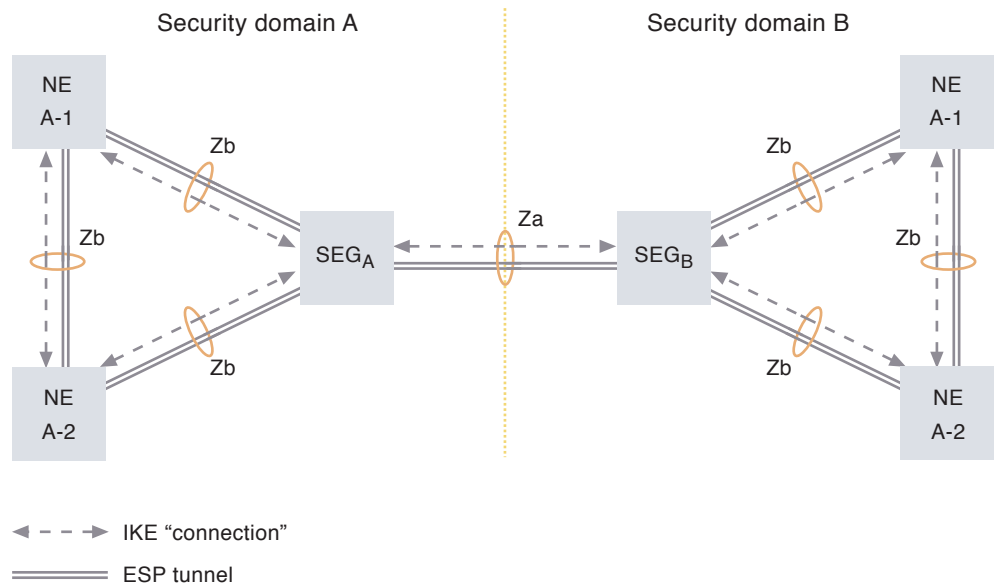 Security domain A
Security domain B
NE
A-1
NE
A-1
Zb
Zb
Za
Zb
Zb
SEGA
SEGB
Zb
Zb
NE
A-2
NE
A-2
IKE “connection”
ESP tunnel